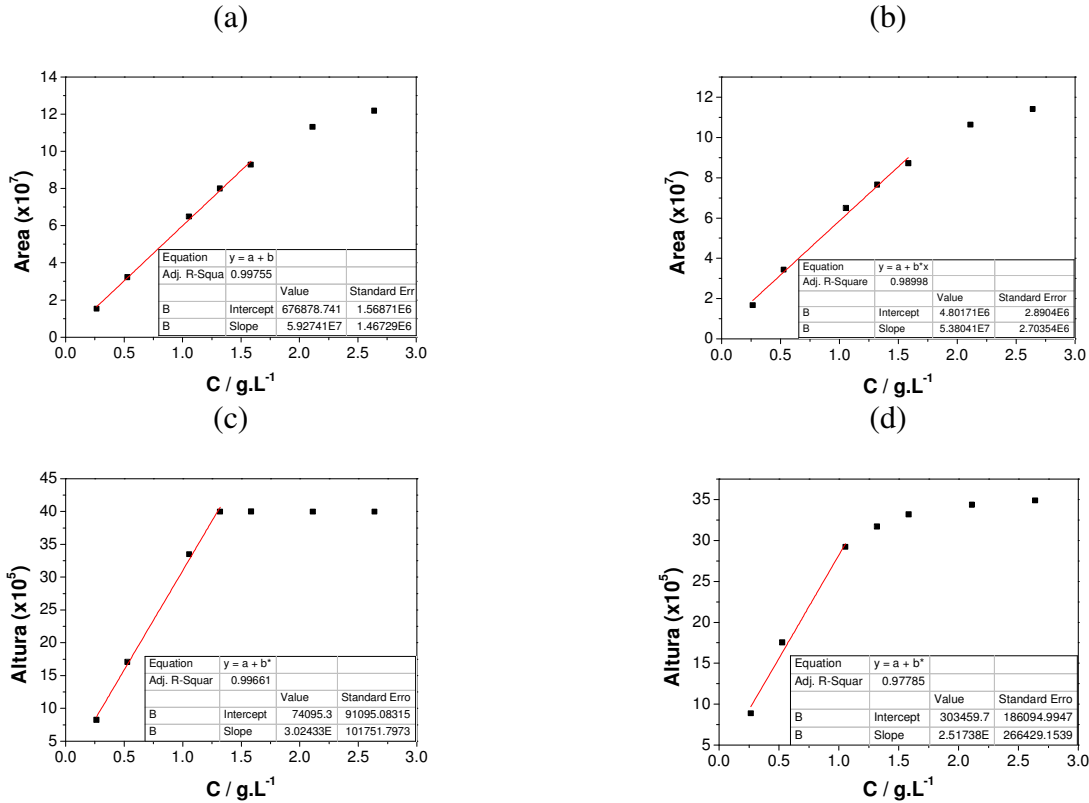 (a)
Area (x10⁷)
14
12
10
8
6
4
2
0
Equation y = a + b
Adj. R-Squa 0.99755
Value Standard Err
B Intercept 676878.741 1.56871E6
B Slope 5.92741E7 1.46729E6
0.0 0.5 1.0 1.5 2.0 2.5 3.0
C / g.L⁻¹
(b)
Area (x10⁷)
12
10
8
6
4
2
0
Equation y = a + b*x
Adj. R-Square 0.98998
Value Standard Error
B Intercept 4.80171E6 2.8904E6
B Slope 5.38041E7 2.70354E6
0.0 0.5 1.0 1.5 2.0 2.5 3.0
C / g.L⁻¹
(c)
Altura (x10⁵)
45
40
35
30
25
20
15
10
5
Equation y = a + b*
Adj. R-Squar 0.99661
Value Standard Erro
B Intercept 74095.3 91095.08315
B Slope 3.02433E 101751.7973
0.0 0.5 1.0 1.5 2.0 2.5 3.0
C / g.L⁻¹
(d)
Altura (x10⁵)
35
30
25
20
15
10
5
Equation y = a + b*
Adj. R-Squar 0.97785
Value Standard Erro
B Intercept 303459.7 186094.9947
B Slope 2.51738E 266429.1539
0.0 0.5 1.0 1.5 2.0 2.5 3.0
C / g.L⁻¹